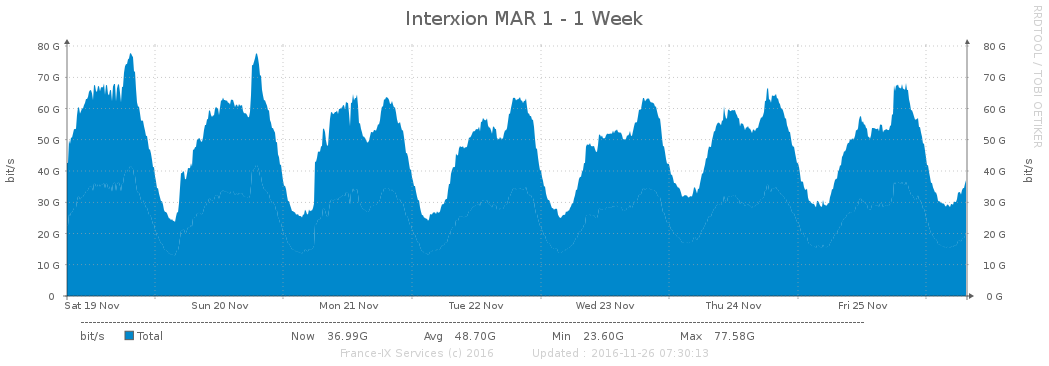 Interxion MAR 1 - 1 Week
RRDTOOL / TOBI OETIKER
bit/s
80 G 80 G
70 G 70 G
60 G 60 G
50 G 50 G
40 G 40 G
30 G 30 G
20 G 20 G
10 G 10 G
0 0 G
bit/s
Sat 19 Nov Sun 20 Nov Mon 21 Nov Tue 22 Nov Wed 23 Nov Thu 24 Nov Fri 25 Nov
bit/s Total Now 36.99G Avg 48.70G Min 23.60G Max 77.58G
France-IX Services (c) 2016 Updated : 2016-11-26 07:30:13